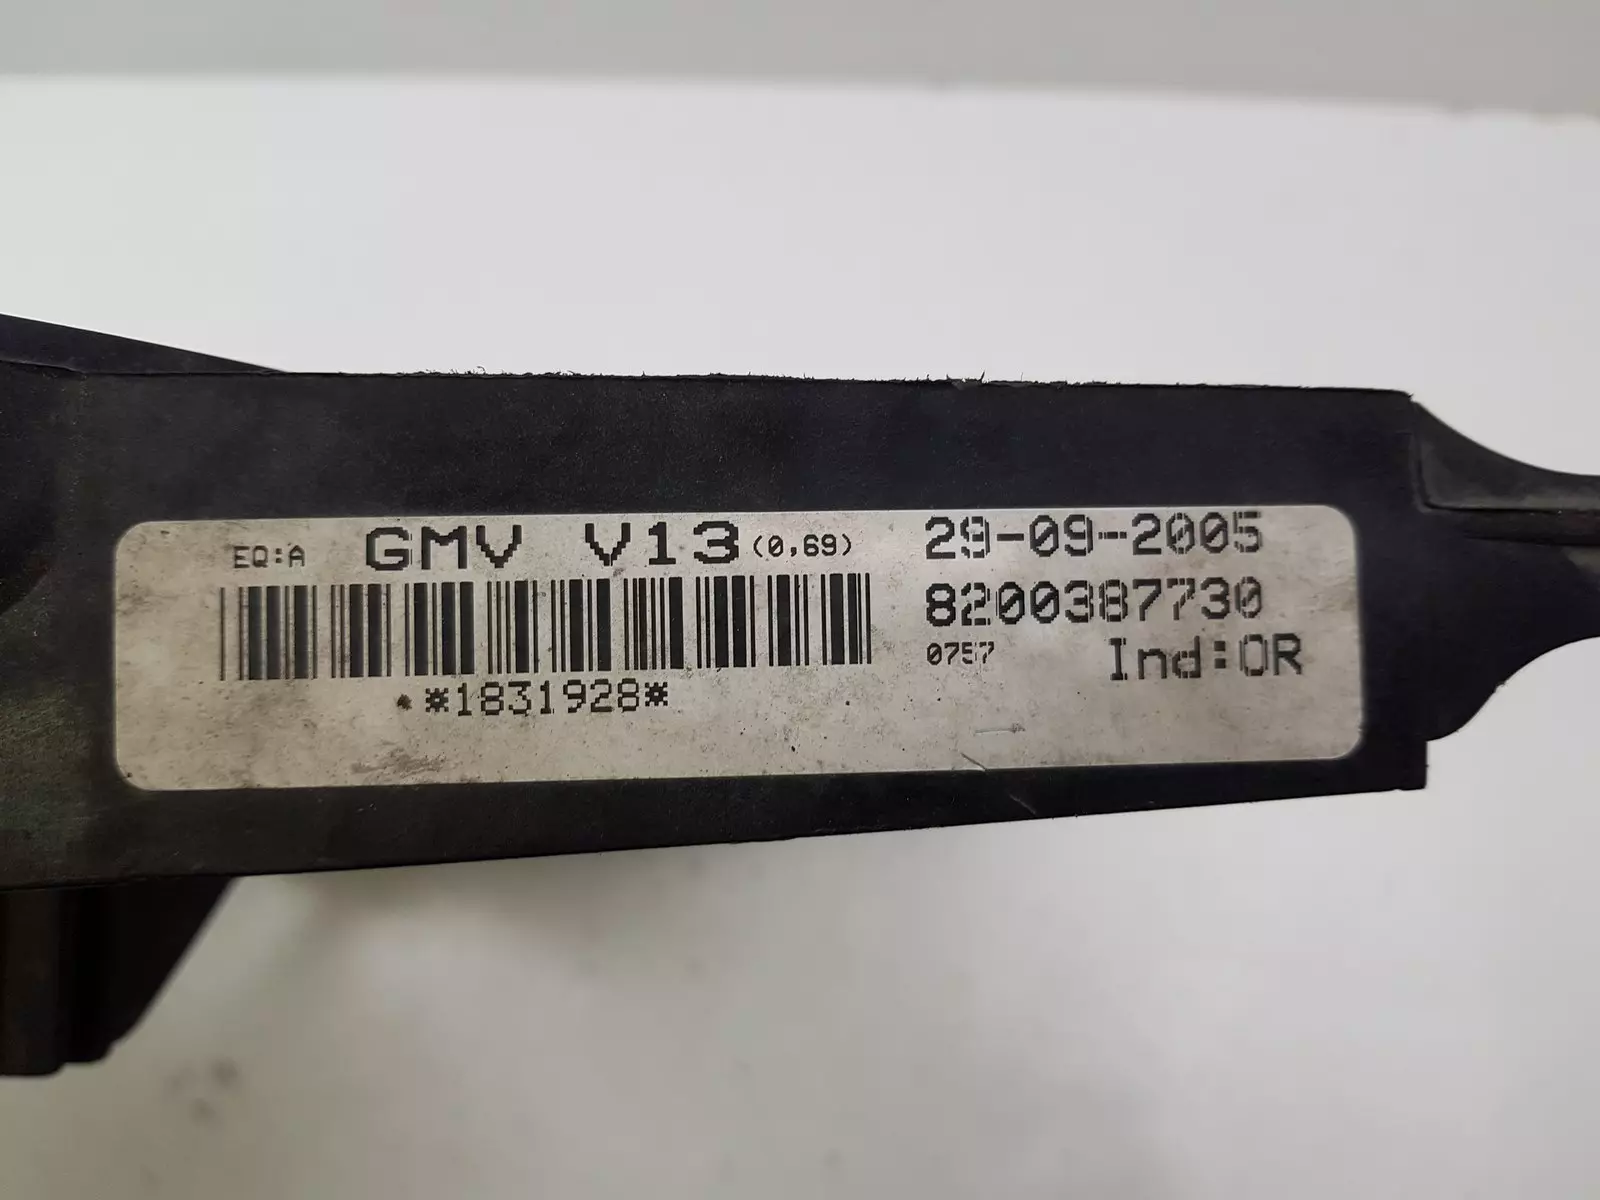 EQ:A GMV V13 (0,69) 29-09-2005
8200387730
0757 Ind:OR
*1831928*